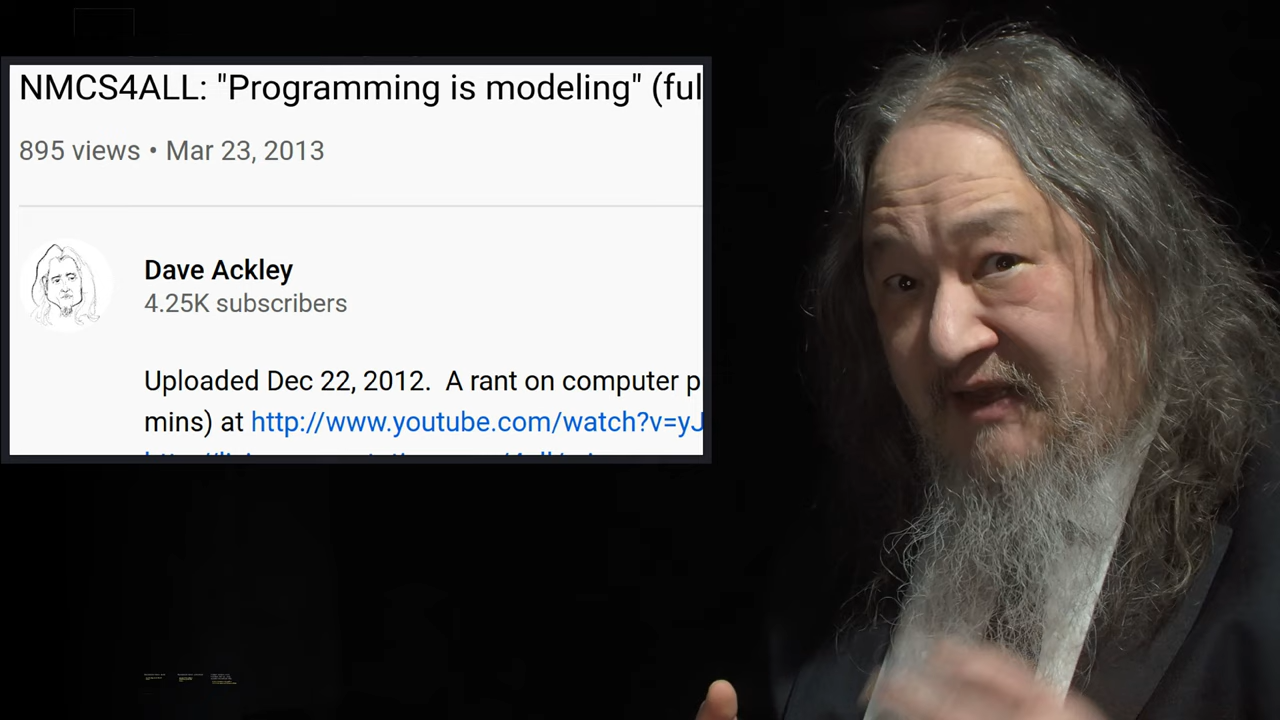 NMCS4ALL: "Programming is modeling" (ful
895 views • Mar 23, 2013
Dave Ackley
4.25K subscribers
Uploaded Dec 22, 2012. A rant on computer p
mins) at http://www.youtube.com/watch?v=yJ